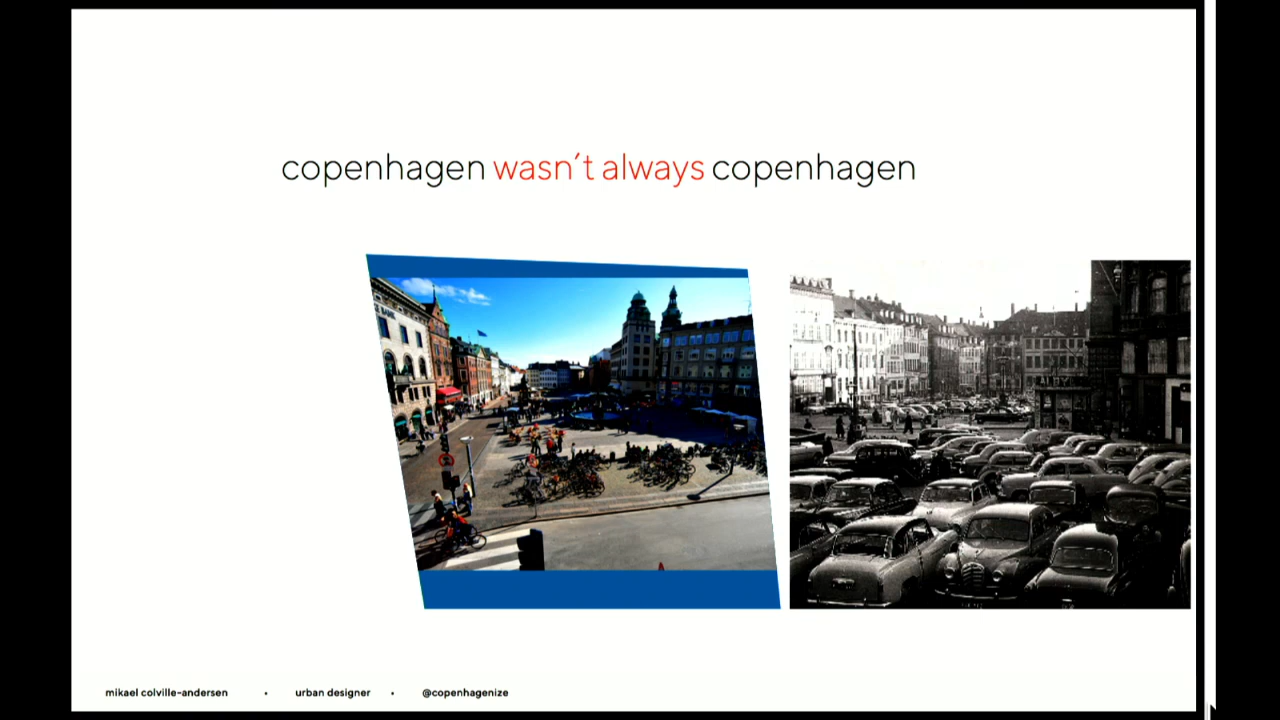 copenhagen wasn't always copenhagen
mikael colville-andersen • urban designer • @copenhagenize